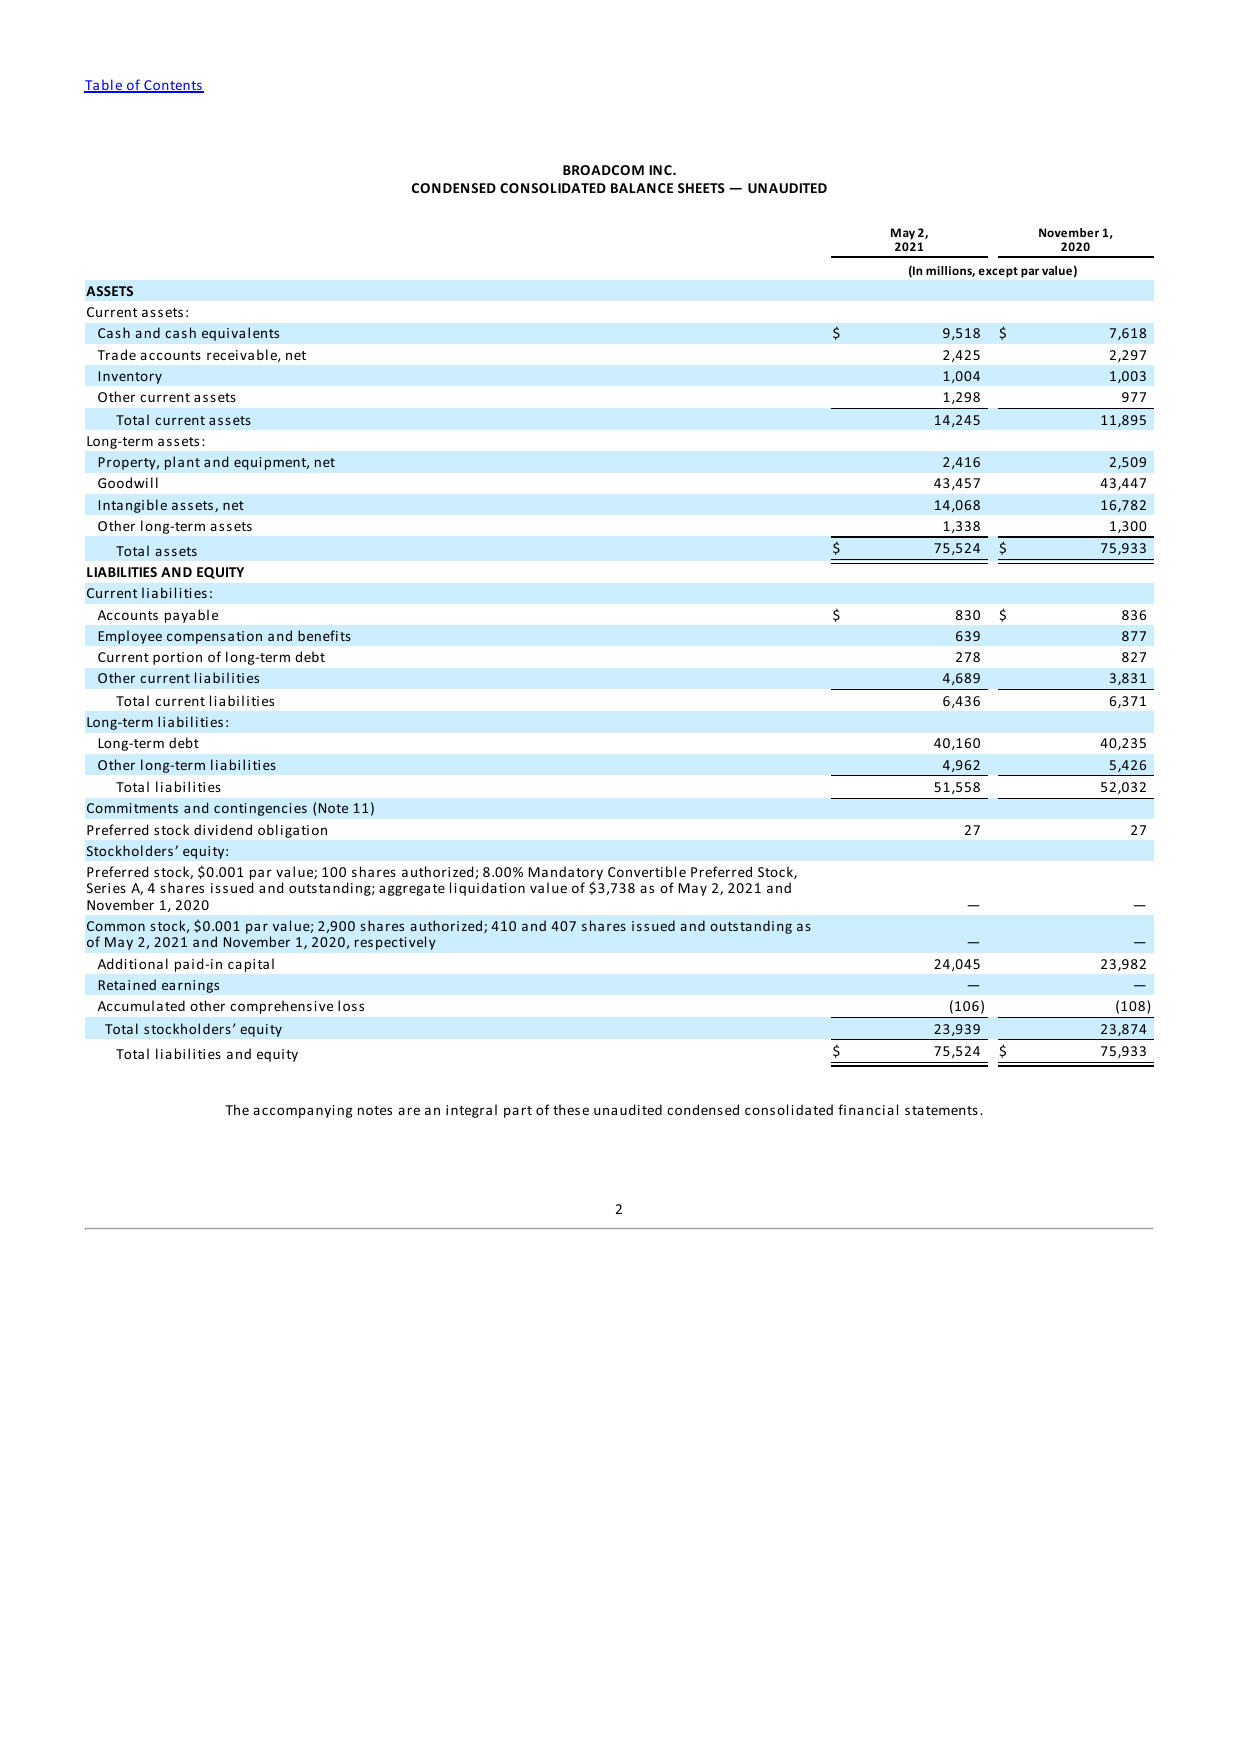 Table of Contents
BROADCOM INC.
CONDENSED CONSOLIDATED BALANCE SHEETS — UNAUDITED
May 2, November 1,
2021 2020
(In millions, except par value)
ASSETS
Current assets:
Cash and cash equivalents $ 9,518 $ 7,618
Trade accounts receivable, net 2,425 2,297
Inventory 1,004 1,003
Other current assets 1,298 977
Total current assets 14,245 11,895
Long-term assets:
Property, plant and equipment, net 2,416 2,509
Goodwill 43,457 43,447
Intangible assets, net 14,068 16,782
Other long-term assets 1,338 1,300
Total assets $ 75,524 $ 75,933
LIABILITIES AND EQUITY
Current liabilities:
Accounts payable $ 830 $ 836
Employee compensation and benefits 639 877
Current portion of long-term debt 278 827
Other current liabilities 4,689 3,831
Total current liabilities 6,436 6,371
Long-term liabilities:
Long-term debt 40,160 40,235
Other long-term liabilities 4,962 5,426
Total liabilities 51,558 52,032
Commitments and contingencies (Note 11)
Preferred stock dividend obligation 27 27
Stockholders’ equity:
Preferred stock, $0.001 par value; 100 shares authorized; 8.00% Mandatory Convertible Preferred Stock,
Series A, 4 shares issued and outstanding; aggregate liquidation value of $3,738 as of May 2, 2021 and
November 1, 2020 — —
Common stock, $0.001 par value; 2,900 shares authorized; 410 and 407 shares issued and outstanding as
of May 2, 2021 and November 1, 2020, respectively — —
Additional paid-in capital 24,045 23,982
Retained earnings — —
Accumulated other comprehensive loss (106) (108)
Total stockholders’ equity 23,939 23,874
Total liabilities and equity $ 75,524 $ 75,933
The accompanying notes are an integral part of these unaudited condensed consolidated financial statements.
2